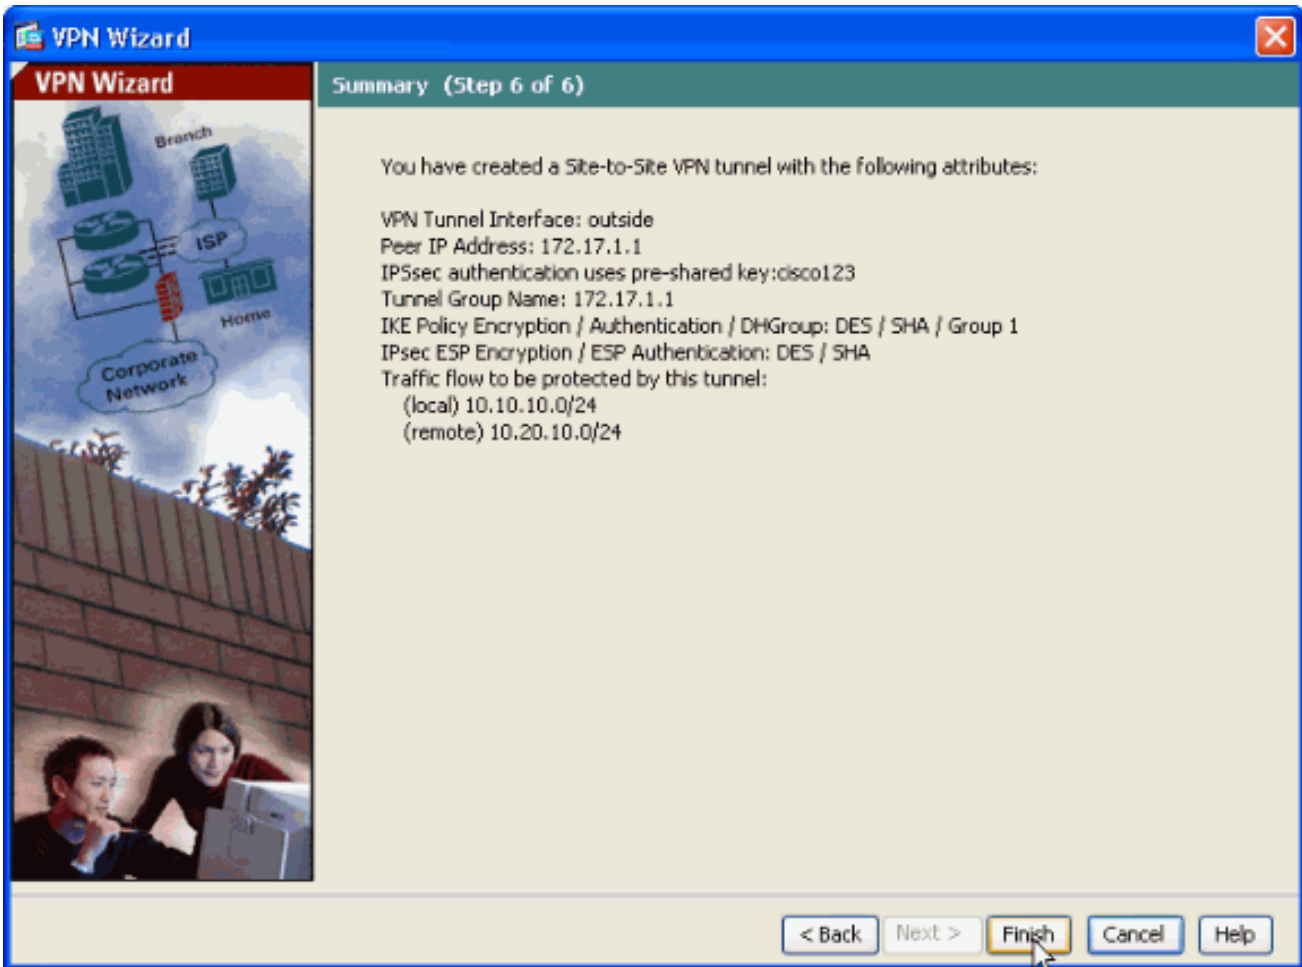 VPN Wizard
VPN Wizard
Summary (Step 6 of 6)
Branch
ISP
Home
Corporate
Network
You have created a Site-to-Site VPN tunnel with the following attributes:
VPN Tunnel Interface: outside
Peer IP Address: 172.17.1.1
IPSsec authentication uses pre-shared key:cisco123
Tunnel Group Name: 172.17.1.1
IKE Policy Encryption / Authentication / DHGroup: DES / SHA / Group 1
IPsec ESP Encryption / ESP Authentication: DES / SHA
Traffic flow to be protected by this tunnel:
(local) 10.10.10.0/24
(remote) 10.20.10.0/24
< Back Next > Finish Cancel Help